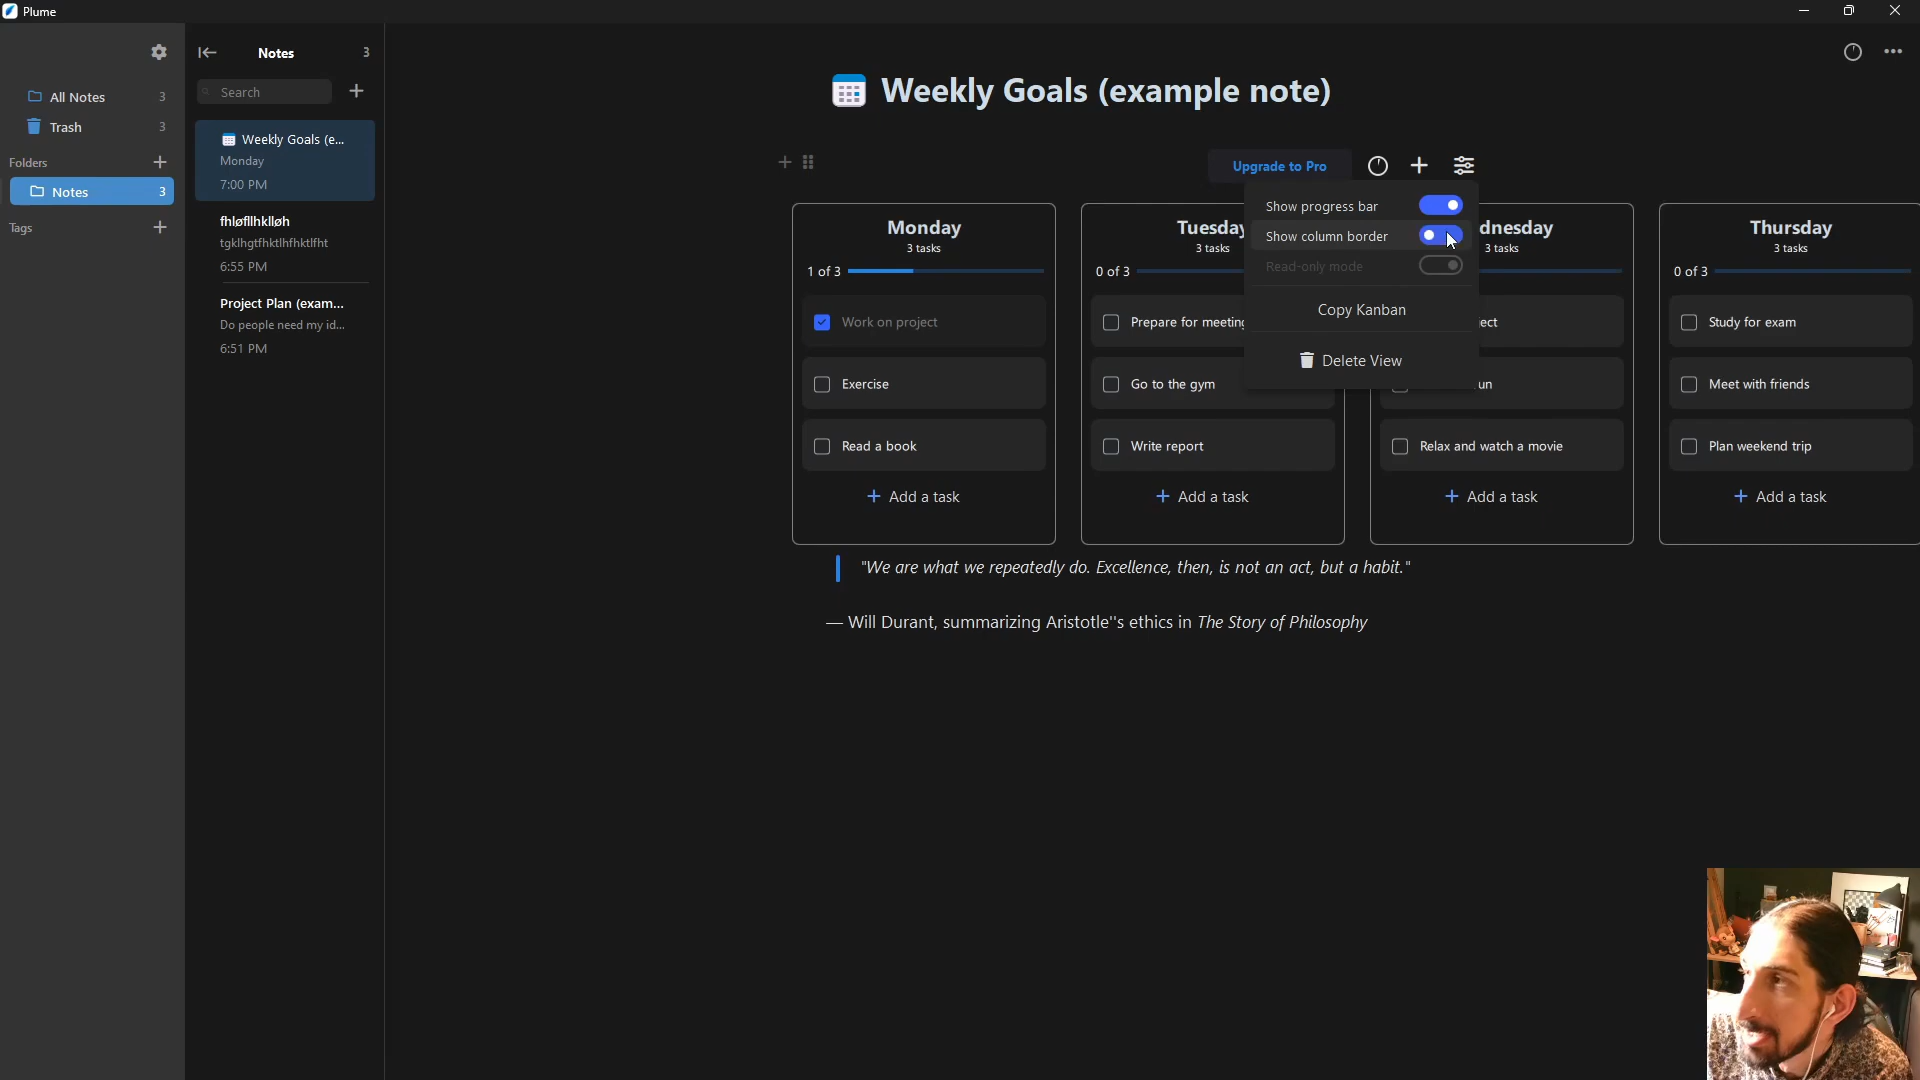 Plume
Notes 3
Search
All Notes 3
Trash 3
Folders
Notes 3
Tags
Weekly Goals (e...
Monday
7:00 PM
fhløfllhklløh
tgklhgtfhktlhfhktlfht
6:55 PM
Project Plan (exam...
Do people need my id...
6:51 PM
Weekly Goals (example note)
Upgrade to Pro
Show progress bar
Show column border
Read-only mode
Copy Kanban
Delete View
Monday
3 tasks
1 of 3
Work on project
Exercise
Read a book
Add a task
Tuesday
3 tasks
0 of 3
Prepare for meeting
Go to the gym
Write report
Add a task
dnesday
3 tasks
ject
un
Relax and watch a movie
Add a task
Thursday
3 tasks
0 of 3
Study for exam
Meet with friends
Plan weekend trip
Add a task
"We are what we repeatedly do. Excellence, then, is not an act, but a habit."
— Will Durant, summarizing Aristotle''s ethics in The Story of Philosophy